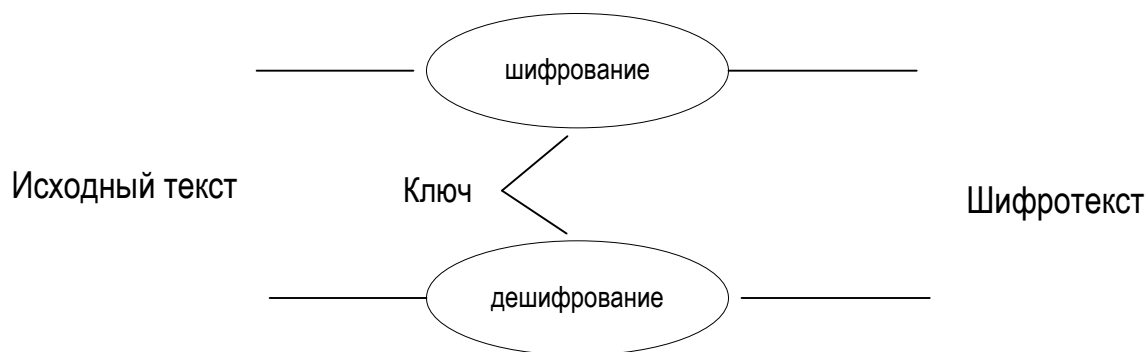 шифрование
Исходный текст
Ключ
Шифротекст
дешифрование